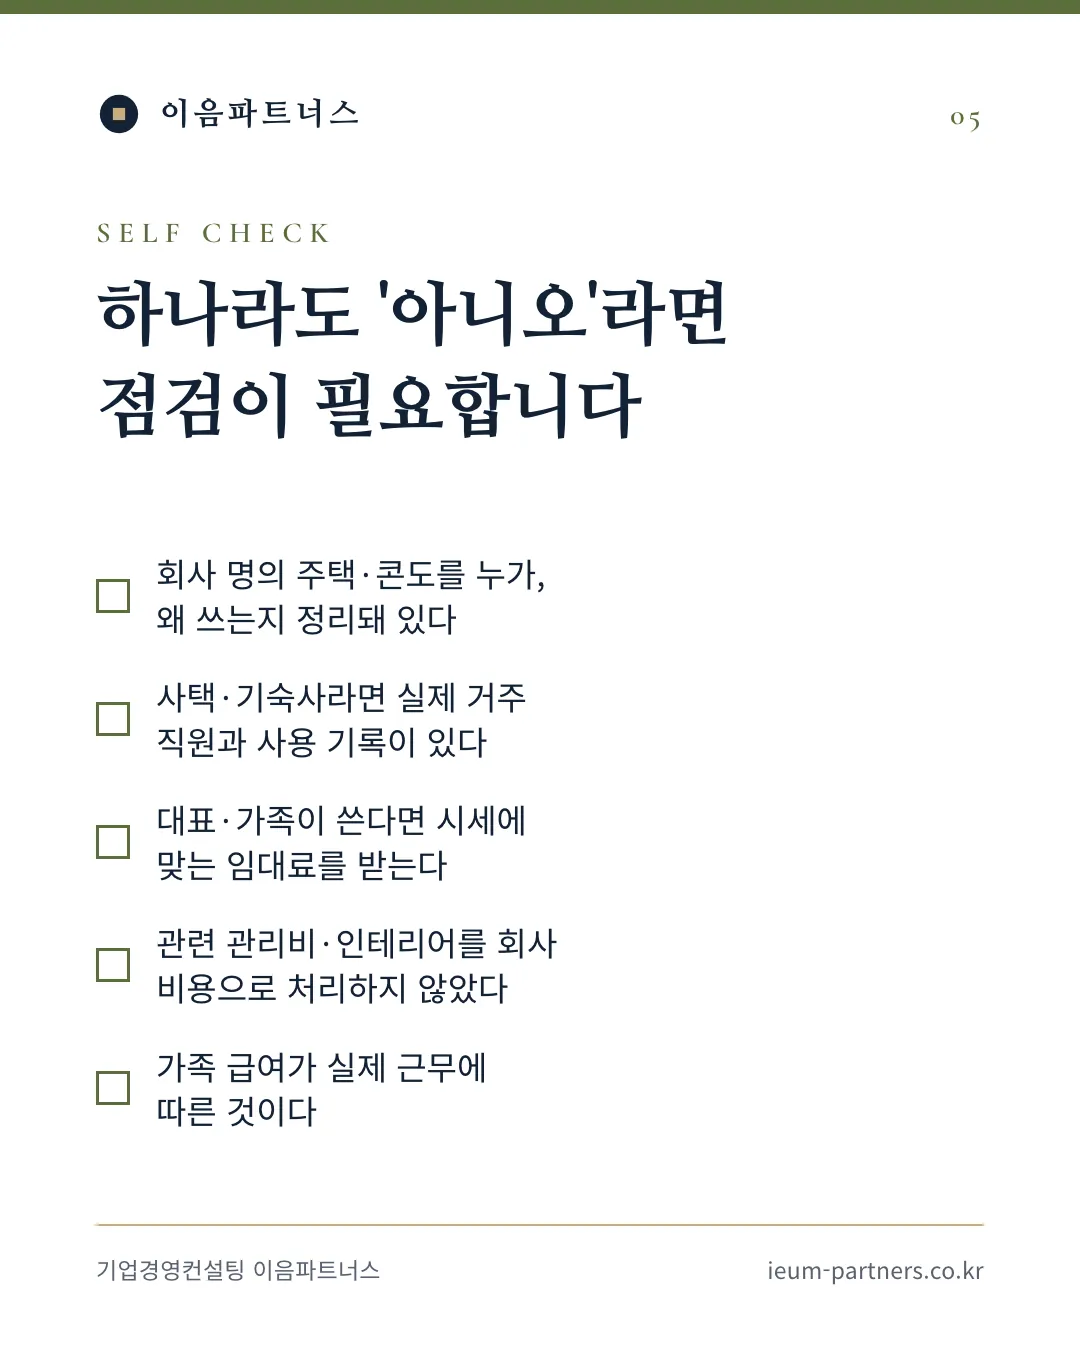 이음파트너스
05
SELF CHECK
하나라도 '아니오'라면
점검이 필요합니다
회사 명의 주택·콘도를 누가,
왜 쓰는지 정리돼 있다
사택·기숙사라면 실제 거주
직원과 사용 기록이 있다
대표·가족이 쓴다면 시세에
맞는 임대료를 받는다
관련 관리비·인테리어를 회사
비용으로 처리하지 않았다
가족 급여가 실제 근무에
따른 것이다
기업경영컨설팅 이음파트너스
ieum-partners.co.kr